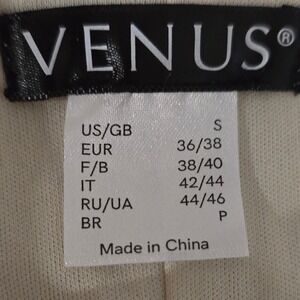 VENUS®
US/GB S
EUR 36/38
F/B 38/40
IT 42/44
RU/UA 44/46
BR P
Made in China